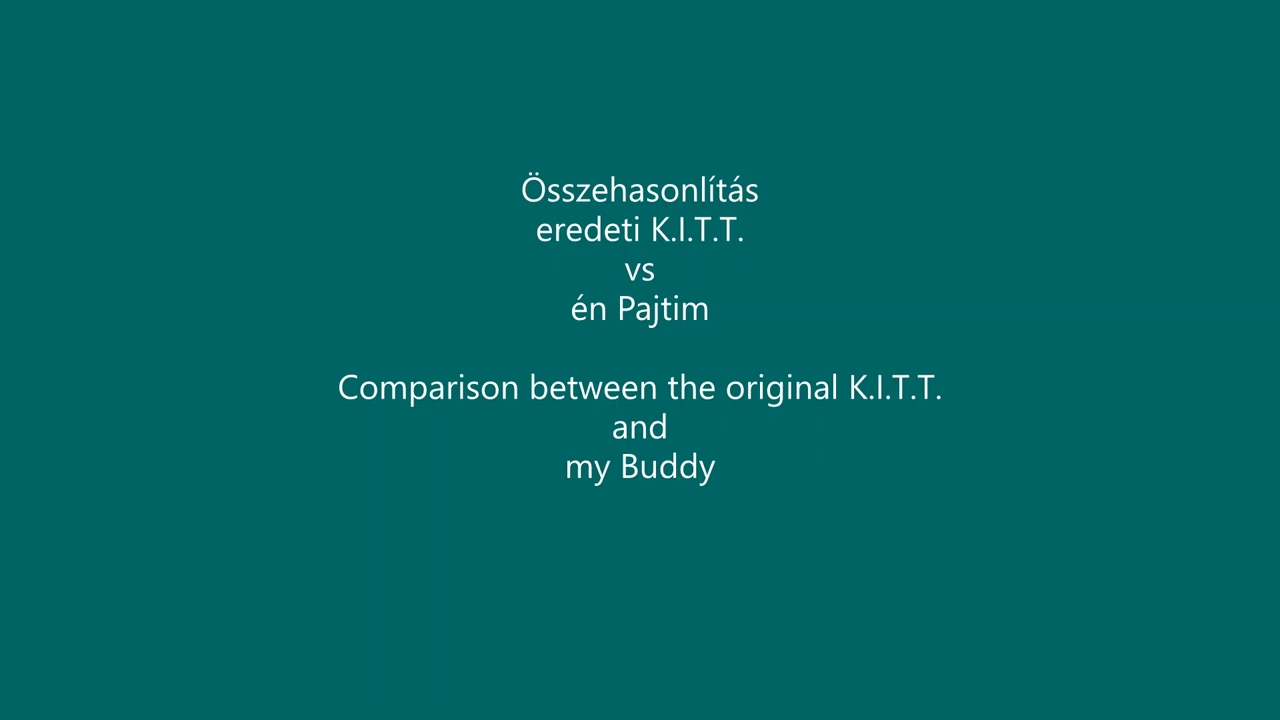 Összehasonlítás
eredeti K.I.T.T.
vs
én Pajtim
Comparison between the original K.I.T.T.
and
my Buddy